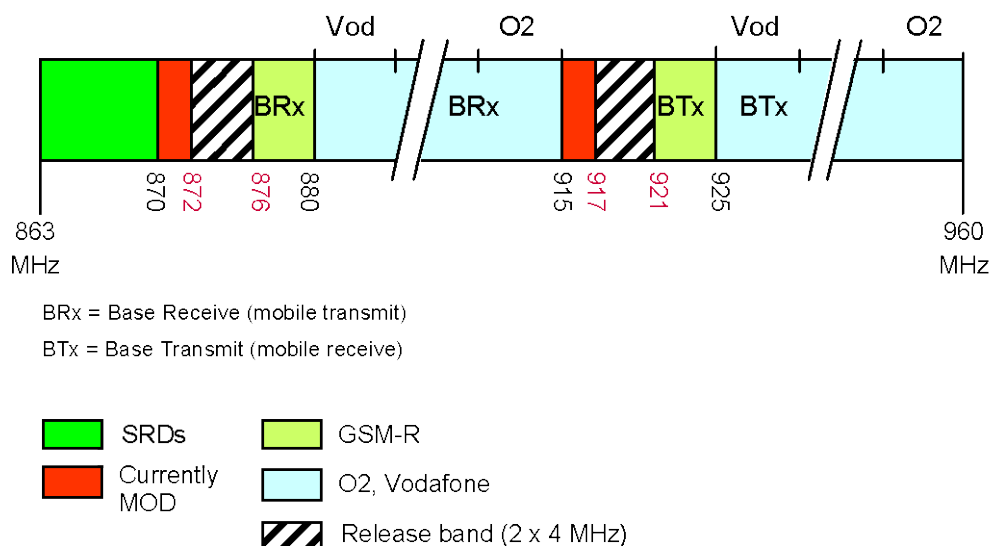 Vod O2 Vod O2
BRx BRx BTx BTx
870 872 876 880 915 917 921 925
863 MHz
960 MHz
BRx = Base Receive (mobile transmit)
BTx = Base Transmit (mobile receive)
SRDs
GSM-R
Currently MOD
O2, Vodafone
Release band (2 x 4 MHz)